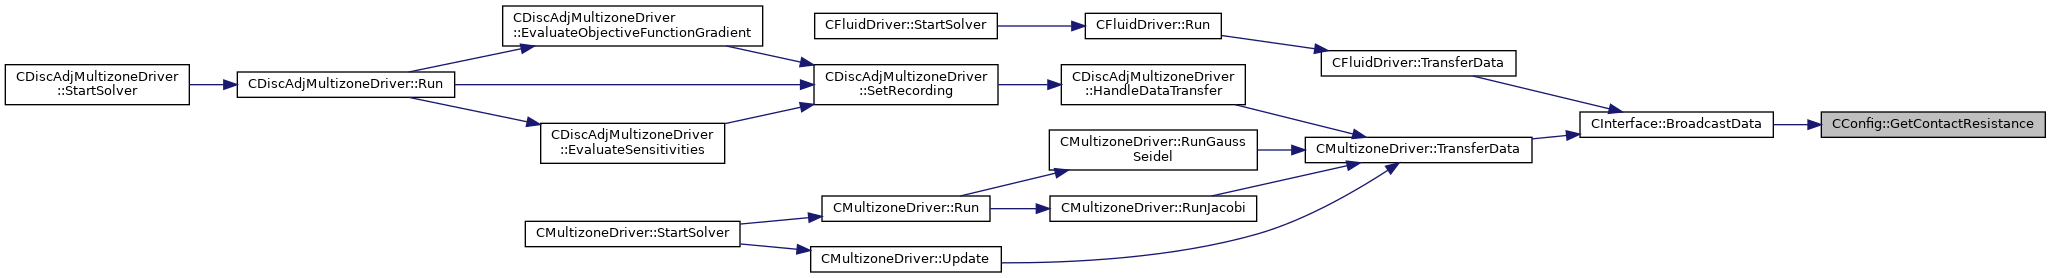 CDiscAdjMultizoneDriver
::StartSolver
CDiscAdjMultizoneDriver::Run
CDiscAdjMultizoneDriver
::EvaluateObjectiveFunctionGradient
CDiscAdjMultizoneDriver
::EvaluateSensitivities
CFluidDriver::StartSolver
CDiscAdjMultizoneDriver
::SetRecording
CFluidDriver::Run
CDiscAdjMultizoneDriver
::HandleDataTransfer
CFluidDriver::TransferData
CInterface::BroadcastData
CConfig::GetContactResistance
CMultizoneDriver::TransferData
CMultizoneDriver::RunGauss
Seidel
CMultizoneDriver::RunJacobi
CMultizoneDriver::Run
CMultizoneDriver::StartSolver
CMultizoneDriver::Update